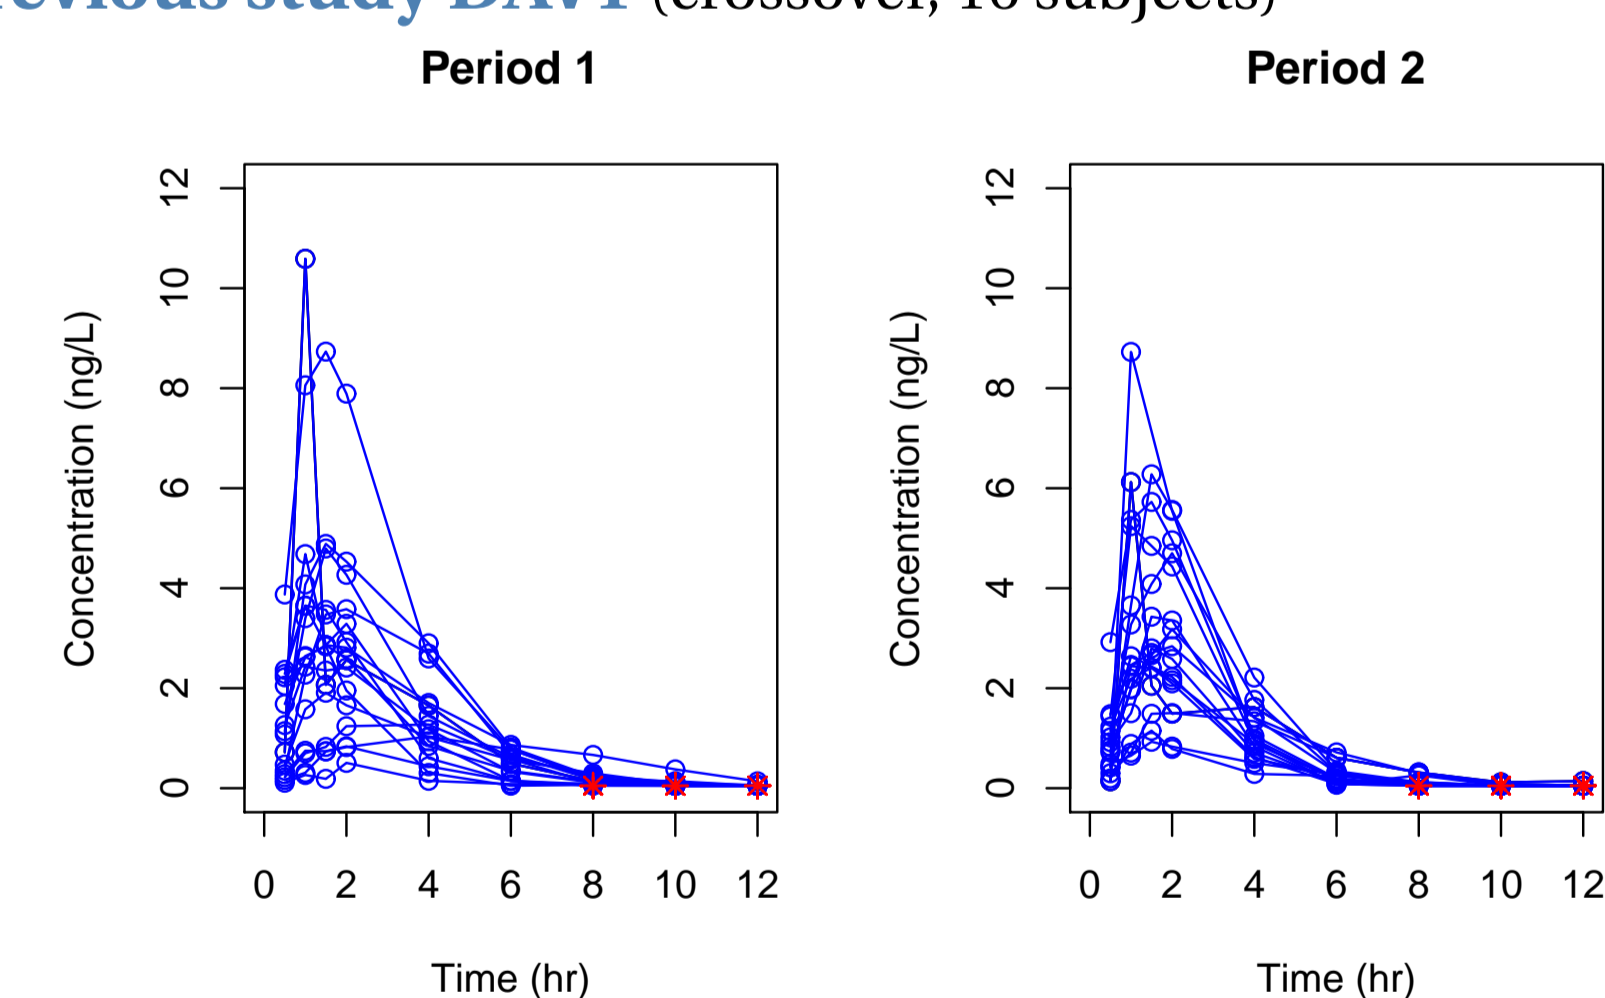 (crossover, 16 subjects)
Period 1
Period 2
Concentration (ng/L)
12
10
8
6
4
2
0
0 2 4 6 8 10 12
Time (hr)
Concentration (ng/L)
12
10
8
6
4
2
0
0 2 4 6 8 10 12
Time (hr)